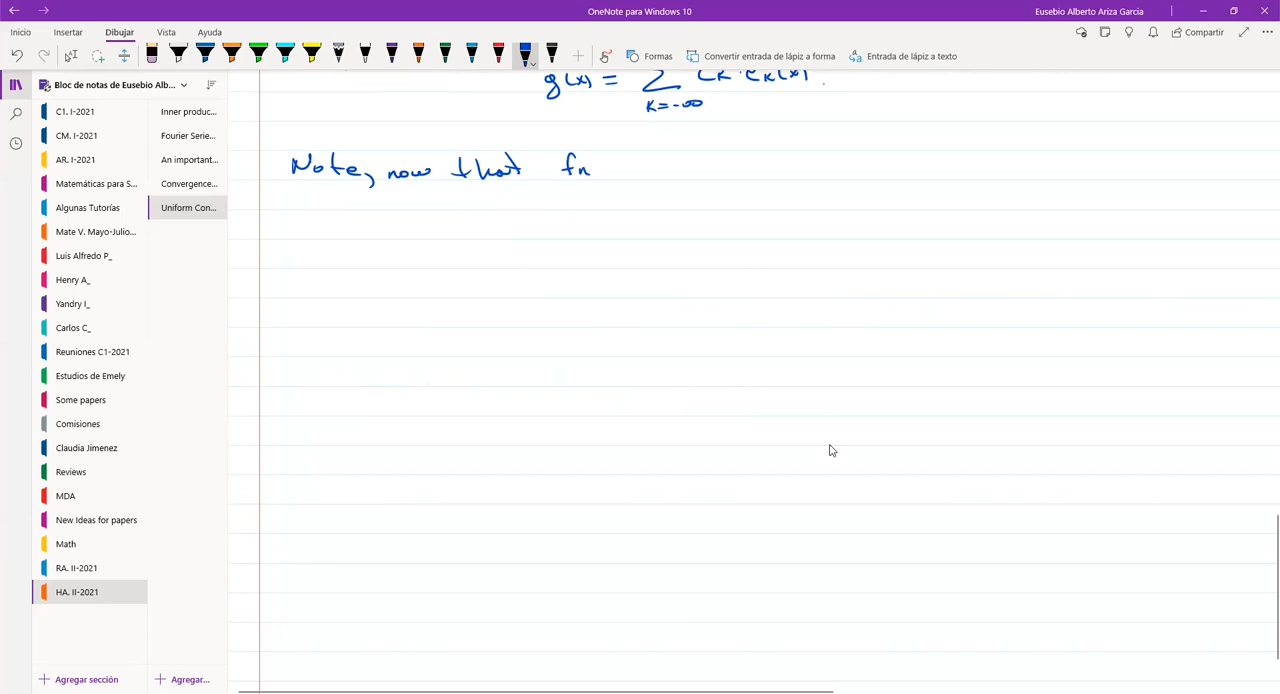 OneNote para Windows 10
Eusebio Alberto Ariza Garcia
Inicio
Insertar
Dibujar
Vista
Ayuda
Compartir
Formas
Convertir entrada de lápiz a forma
Entrada de lápiz a texto
Bloc de notas de Eusebio Alb...
C1. I-2021
CM. I-2021
AR. I-2021
Matemáticas para S...
Algunas Tutorías
Mate V. Mayo-Julio...
Luis Alfredo P_
Henry A_
Yandry I_
Carlos C_
Reuniones C1-2021
Estudios de Emely
Some papers
Comisiones
Claudia Jimenez
Reviews
MDA
New Ideas for papers
Math
RA. II-2021
HA. II-2021
Agregar sección
Inner produc...
Fourier Serie...
An important...
Convergence...
Uniform Con...
Agregar...
g(x) = ∑ Ck · ek(x).
k=-∞
Note, now that fn